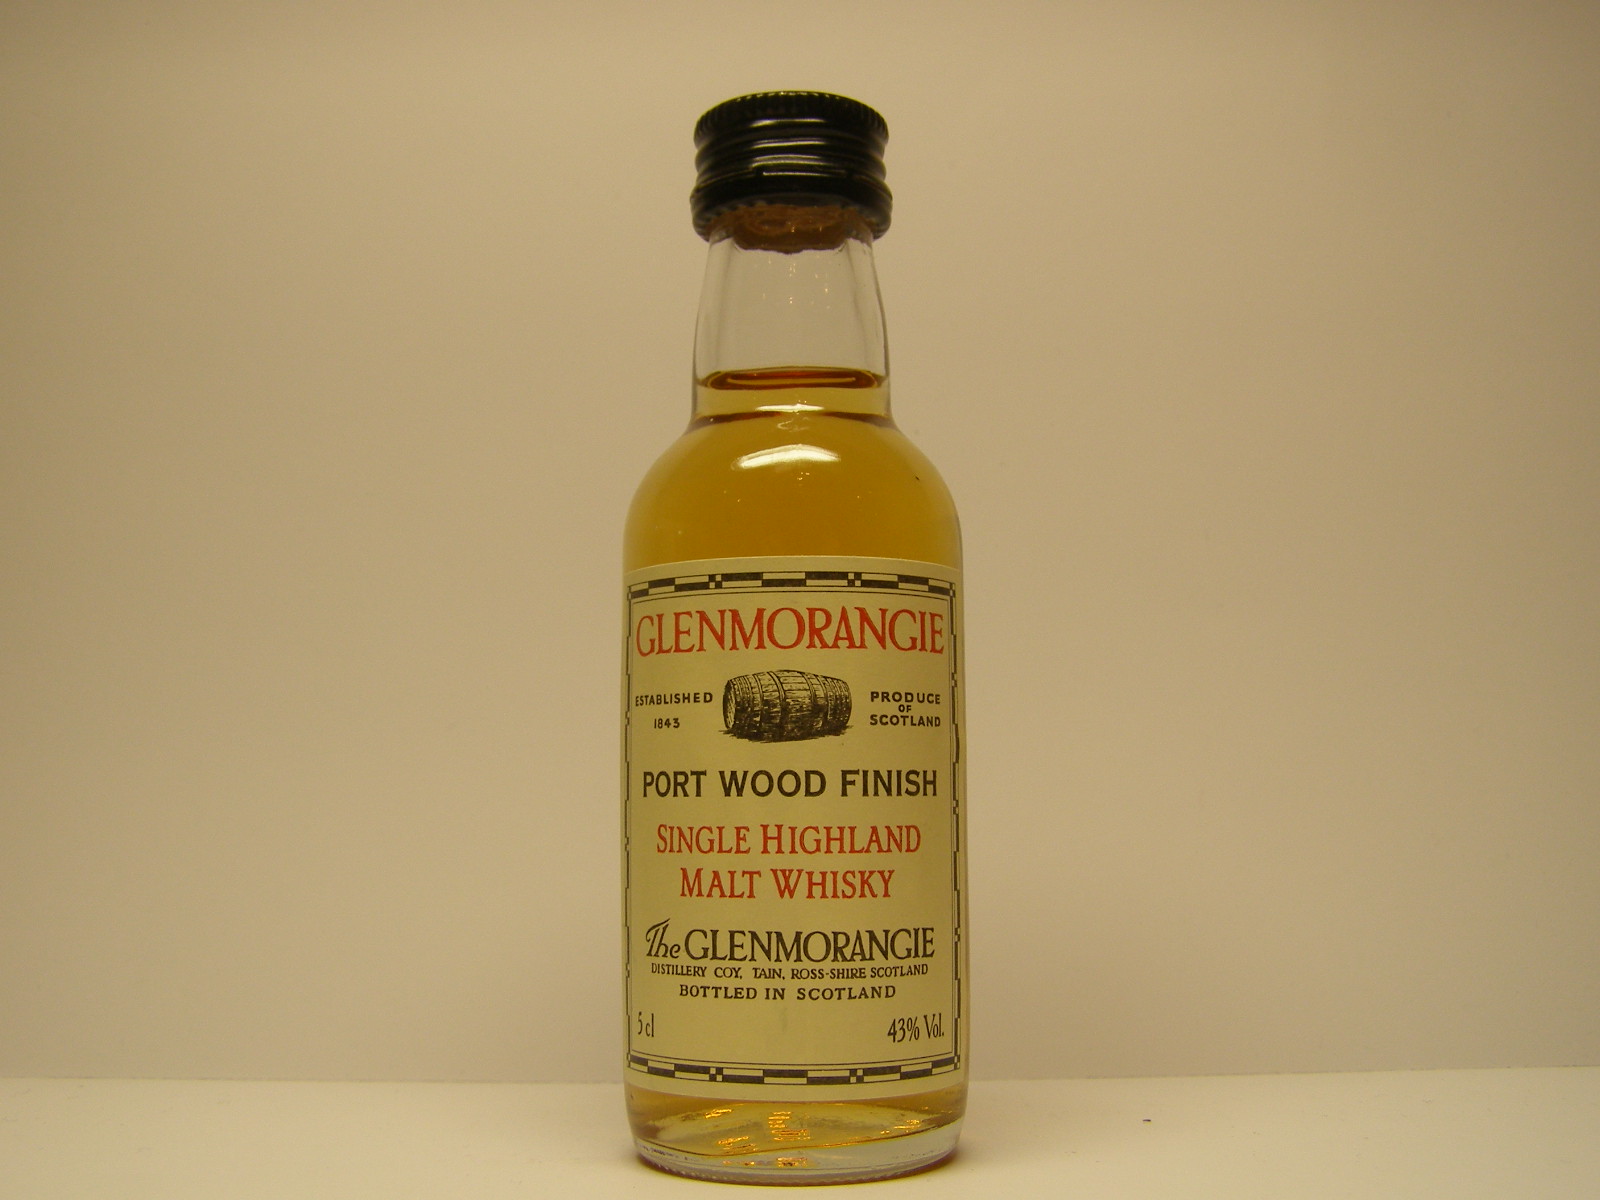 GLENMORANGIE
ESTABLISHED
1843
PRODUCE
OF
SCOTLAND
PORT WOOD FINISH
SINGLE HIGHLAND
MALT WHISKY
The GLENMORANGIE
DISTILLERY COY, TAIN, ROSS-SHIRE SCOTLAND
BOTTLED IN SCOTLAND
5 cl
43% Vol.